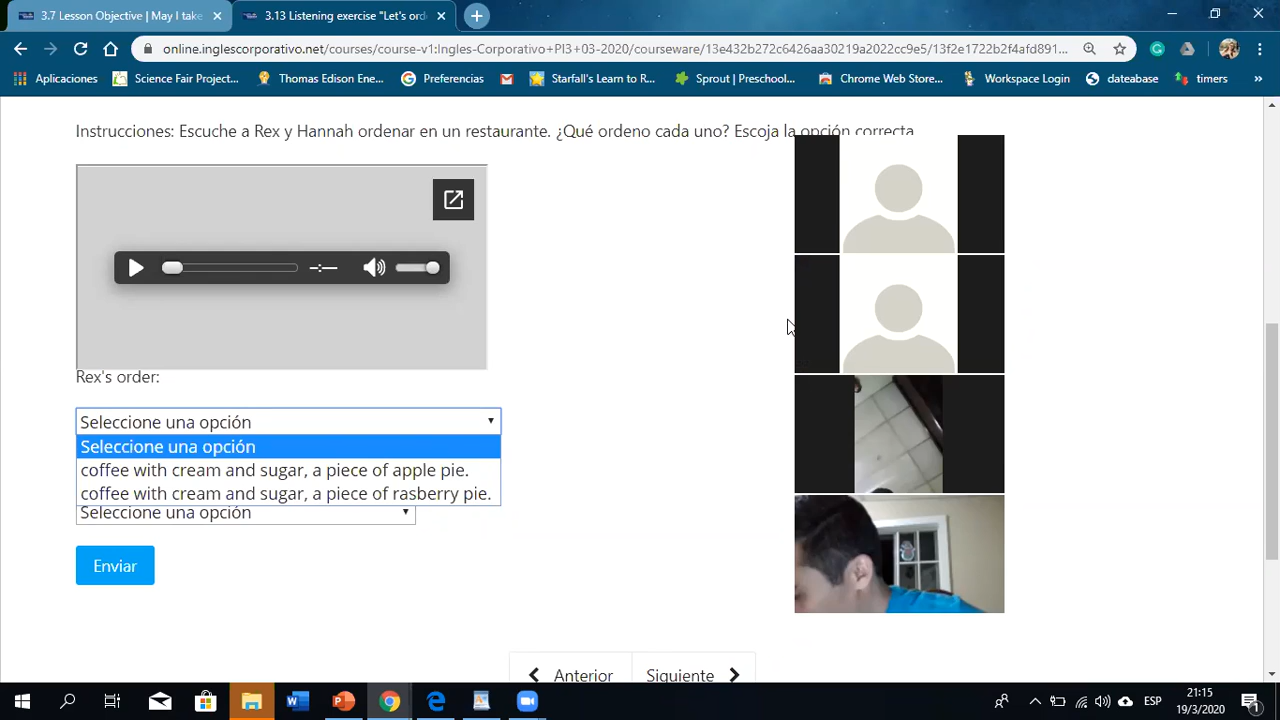 3.7 Lesson Objective | May I take
3.13 Listening exercise "Let's ord
online.inglescorporativo.net/courses/course-v1:Ingles-Corporativo+PI3+03-2020/courseware/13e432b272c6426aa30219a2022cc9e5/13f2e1722b2f4afd891...
Aplicaciones
Science Fair Project...
Thomas Edison Ene...
Preferencias
Starfall's Learn to R...
Sprout | Preschool...
Chrome Web Store...
Workspace Login
dateabase
timers
»
Instrucciones: Escuche a Rex y Hannah ordenar en un restaurante. ¿Qué ordeno cada uno? Escoja la opción correcta
-:-
Rex's order:
Seleccione una opción
Seleccione una opción
coffee with cream and sugar, a piece of apple pie.
coffee with cream and sugar, a piece of rasberry pie.
Seleccione una opción
Enviar
Anterior
Siguiente
ESP
21:15
19/3/2020
1